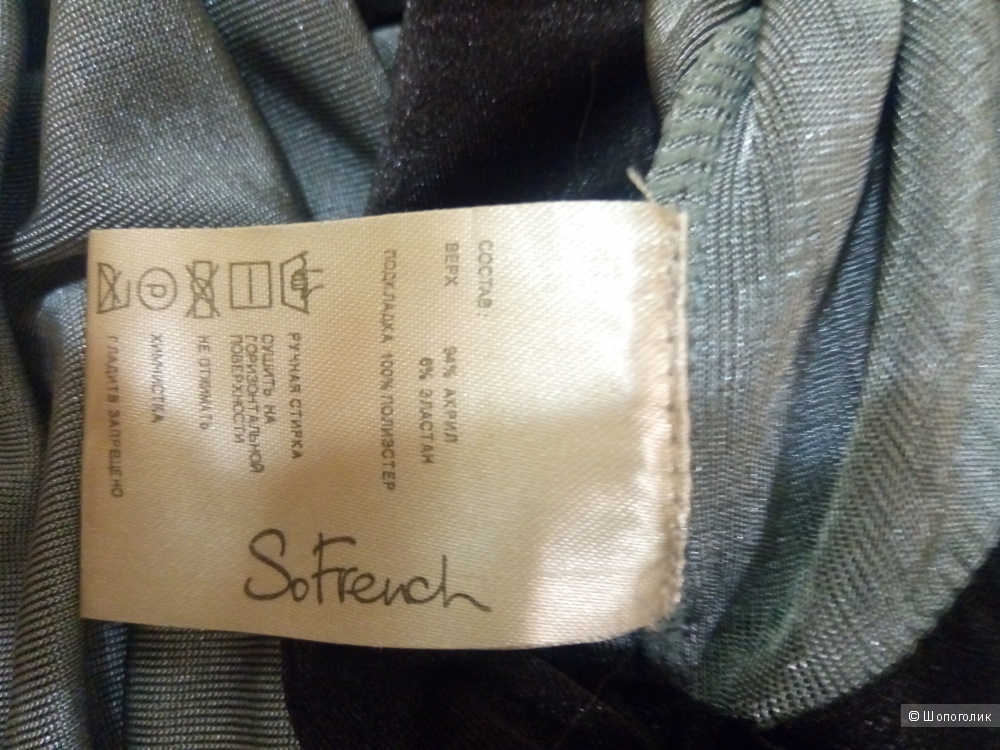 СОСТАВ:
ВЕРХ 94% АКРИЛ
6% ЭЛАСТАН
ПОДКЛАДКА 100% ПОЛИЭСТЕР
РУЧНАЯ СТИРКА
СУШИТЬ НА
ГОРИЗОНТАЛЬНОЙ
ПОВЕРХНОСТИ
НЕ ОТЖИМАТЬ
P
ХИМЧИСТКА
ГЛАДИТЬ ЗАПРЕЩЕНО
SoFrench
© Шопоголик